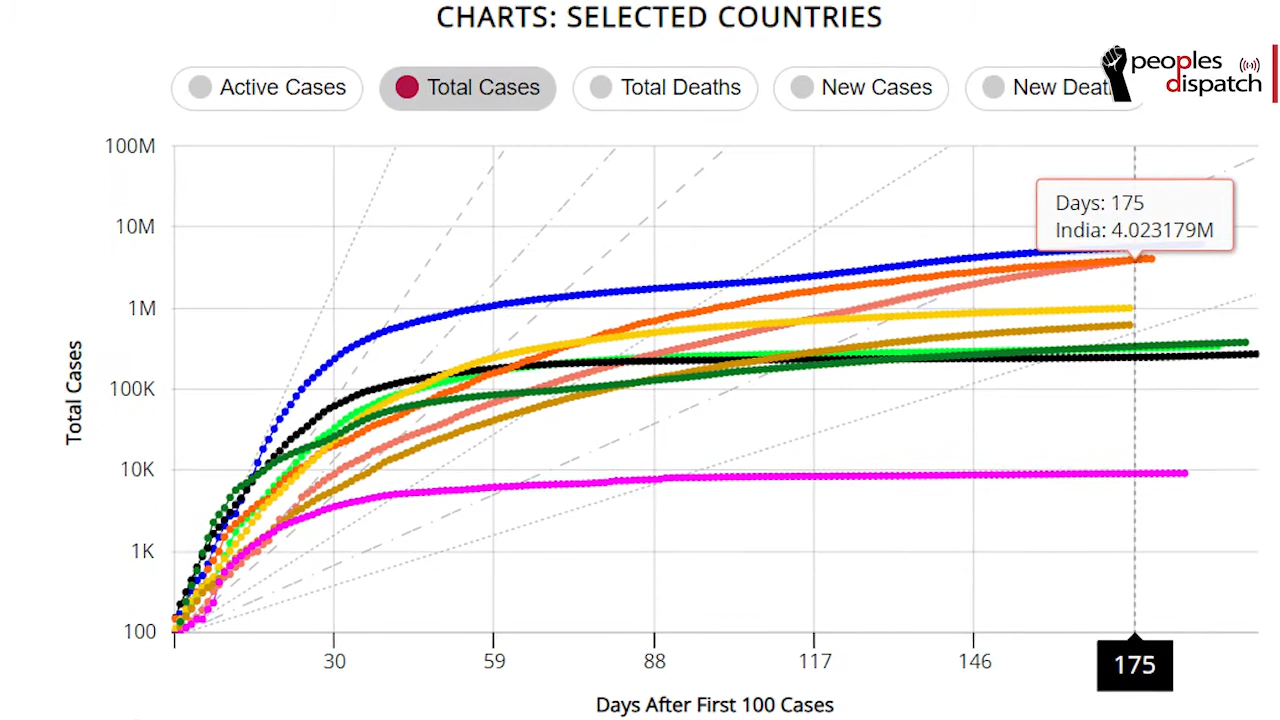 CHARTS: SELECTED COUNTRIES
Active Cases
Total Cases
Total Deaths
New Cases
New Deat
peoples
dispatch
100M
10M
1M
100K
10K
1K
100
Total Cases
Days: 175
India: 4.023179M
30
59
88
117
146
175
Days After First 100 Cases